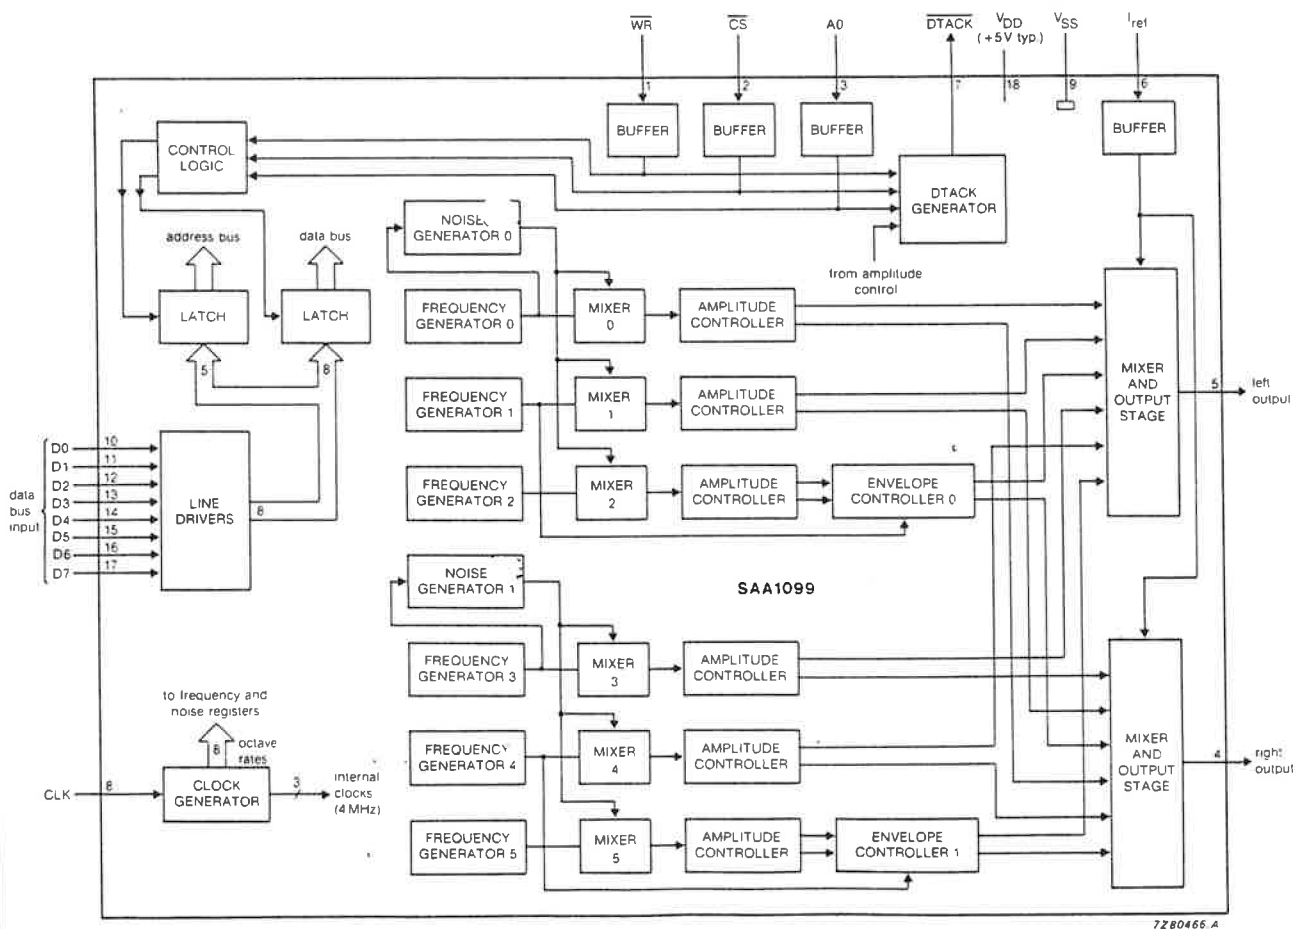 WR CS A0 DTACK VDD VSS Iref
(+5V typ.)
1 2 3 7 18 9 6
BUFFER BUFFER BUFFER BUFFER
CONTROL
LOGIC
DTACK
GENERATOR
address bus data bus
from amplitude
control
LATCH LATCH
5 8
NOISE
GENERATOR 0
FREQUENCY
GENERATOR 0
MIXER
0
AMPLITUDE
CONTROLLER
FREQUENCY
GENERATOR 1
MIXER
1
AMPLITUDE
CONTROLLER
FREQUENCY
GENERATOR 2
MIXER
2
AMPLITUDE
CONTROLLER
ENVELOPE
CONTROLLER 0
MIXER
AND
OUTPUT
STAGE
5
left
output
data
bus
input
D0 10
D1 11
D2 12
D3 13
D4 14
D5 15
D6 16
D7 17
LINE
DRIVERS
8
SAA1099
NOISE
GENERATOR 1
FREQUENCY
GENERATOR 3
MIXER
3
AMPLITUDE
CONTROLLER
FREQUENCY
GENERATOR 4
MIXER
4
AMPLITUDE
CONTROLLER
FREQUENCY
GENERATOR 5
MIXER
5
AMPLITUDE
CONTROLLER
ENVELOPE
CONTROLLER 1
MIXER
AND
OUTPUT
STAGE
4
right
output
to frequency and
noise registers
8
octave
rates
CLK 8
CLOCK
GENERATOR
3
internal
clocks
(4 MHz)
7Z80466.A